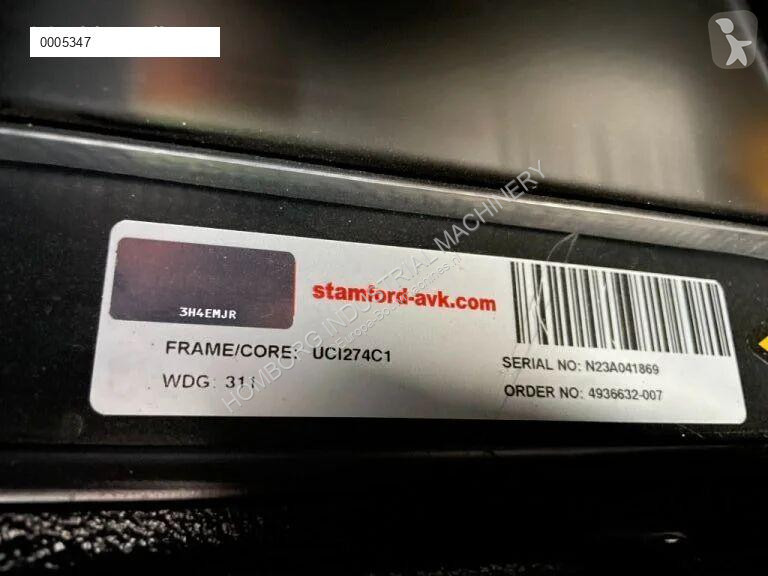 0005347
3H4EMJR
stamford-avk.com
FRAME/CORE: UCI274C1
WDG: 311
SERIAL NO: N23A041869
ORDER NO: 4936632-007
HOMBORG INDUSTRIAL MACHINERY